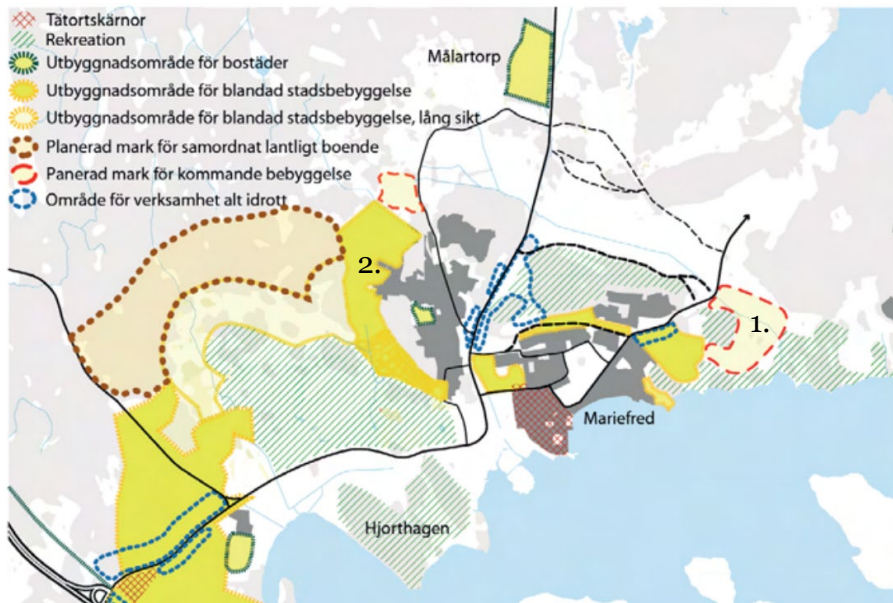 Tätortskärnor
Rekreation
Utbyggnadsområde för bostäder
Utbyggnadsområde för blandad stadsbebyggelse
Utbyggnadsområde för blandad stadsbebyggelse, lång sikt
Planerad mark för samordnat lantligt boende
Panerad mark för kommande bebyggelse
Område för verksamhet alt idrott
Målartorp
2.
1.
Mariefred
Hjorthagen